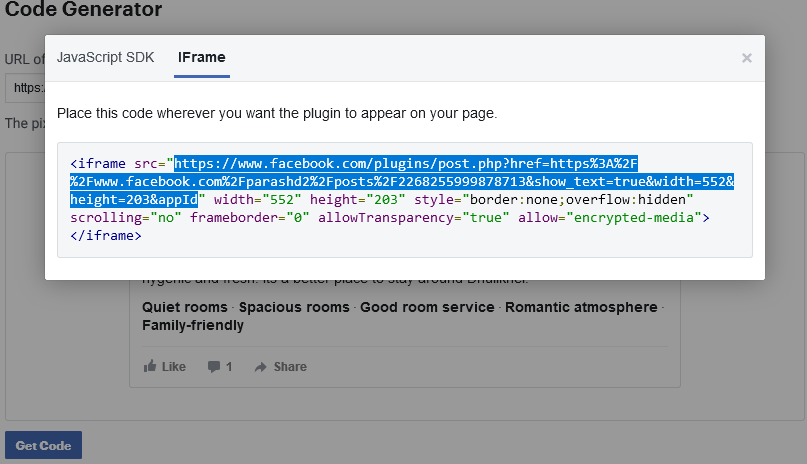 Code Generator
URL of
JavaScript SDK
IFrame
×
https:
Place this code wherever you want the plugin to appear on your page.
The pix
<iframe src="https://www.facebook.com/plugins/post.php?href=https%3A%2F
%2Fwww.facebook.com%2Fparashd2%2Fposts%2F2268255999878713&show_text=true&width=552&
height=203&appId" width="552" height="203" style="border:none;overflow:hidden"
scrolling="no" frameborder="0" allowTransparency="true" allow="encrypted-media">
</iframe>
hygenic and fresh. Its a better place to stay around Dhulikhel.
Quiet rooms · Spacious rooms · Good room service · Romantic atmosphere ·
Family-friendly
Like
1
Share
Get Code